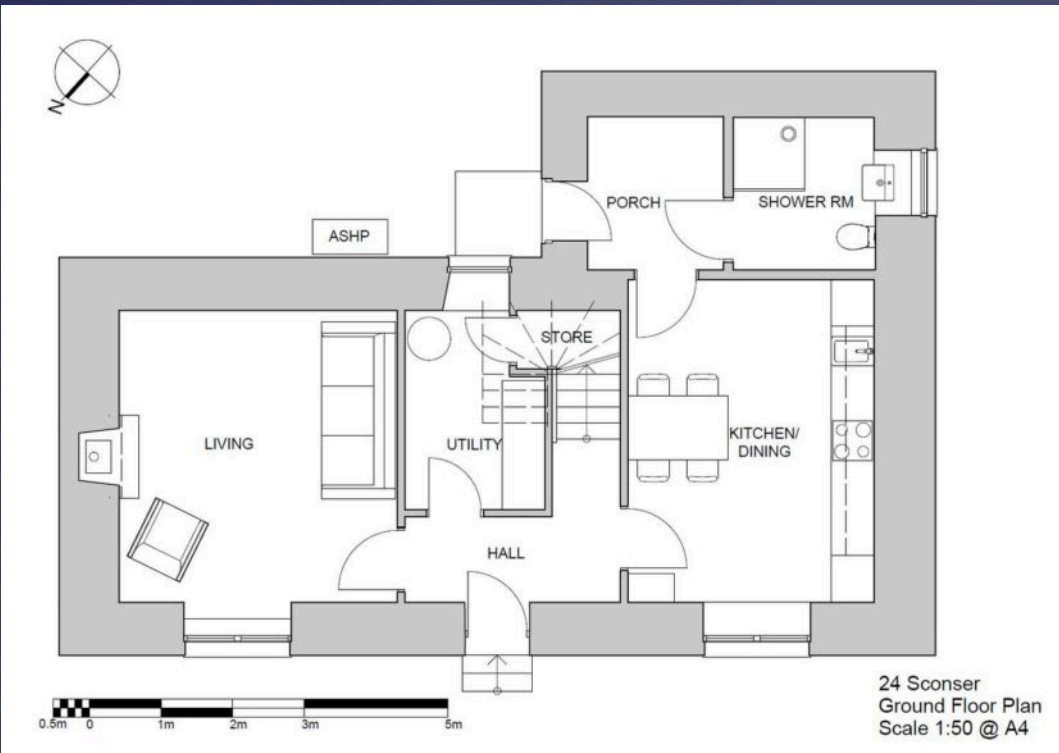 N
PORCH
SHOWER RM
ASHP
STORE
LIVING
UTILITY
KITCHEN/
DINING
HALL
0.5m 0 1m 2m 3m 5m
24 Sconser
Ground Floor Plan
Scale 1:50 @ A4